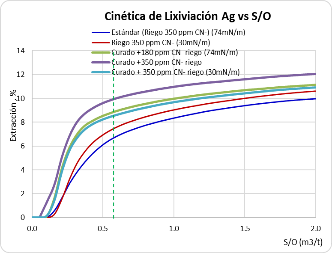 Cinética de Lixiviación Ag vs S/O
Estándar (Riego 350 ppm CN-) (74mN/m)
Riego 350 ppm CN- (30mN/m)
Curado +180 ppm CN- riego (74mN/m)
Curado +350 ppm CN- riego
Curado + 350 ppm CN- riego (30mN/m)
Extracción ,%
14
12
10
8
6
4
2
0
0.0 0.5 1.0 1.5 2.0
S/O (m3/t)